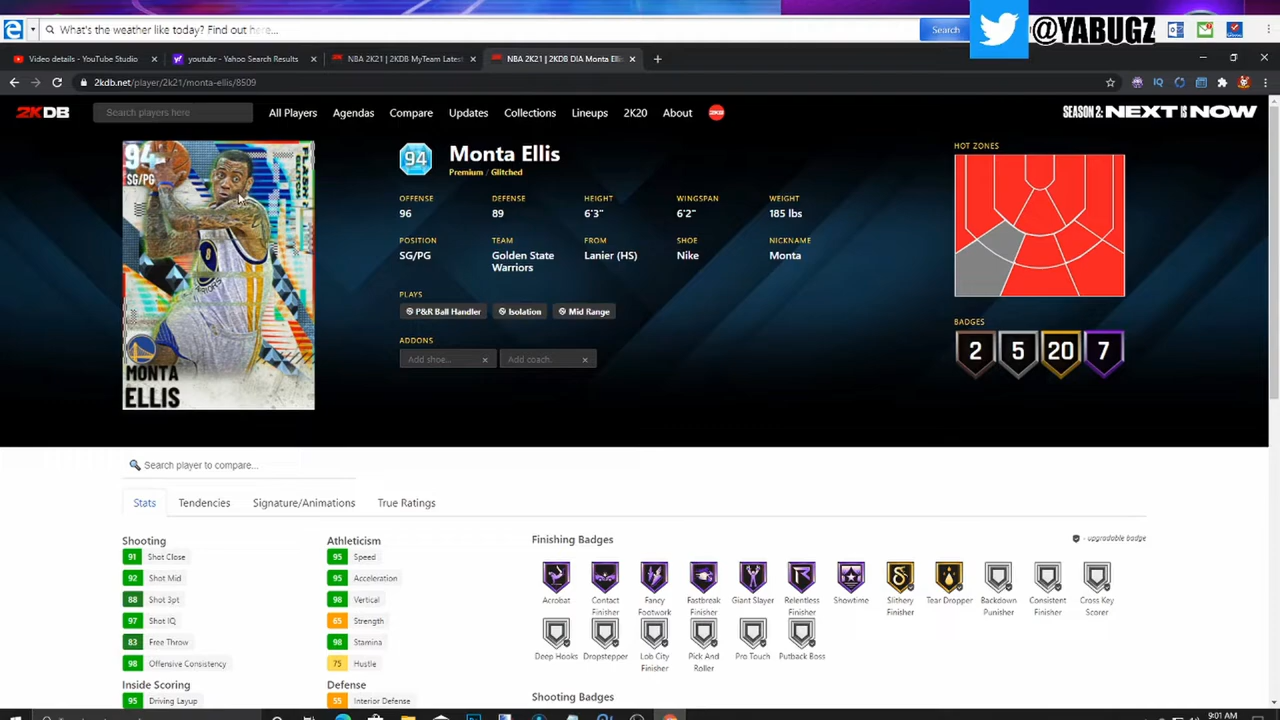 What's the weather like today? Find out here...
Search
@YABUGZ
Video details - YouTube Studio
youtubr - Yahoo Search Results
NBA 2K21 | 2KDB MyTeam Latest
NBA 2K21 | 2KDB DIA Monta Elli
2kdb.net/player/2k21/monta-ellis/8509
2KDB
Search players here
All Players
Agendas
Compare
Updates
Collections
Lineups
2K20
About
SEASON 2: NEXT IS NOW
94
SG/PG
MONTA
ELLIS
94
Monta Ellis
Premium / Glitched
OFFENSE
DEFENSE
HEIGHT
WINGSPAN
WEIGHT
96
89
6'3"
6'2"
185 lbs
POSITION
TEAM
FROM
SHOE
NICKNAME
SG/PG
Golden State
Warriors
Lanier (HS)
Nike
Monta
PLAYS
P&R Ball Handler
Isolation
Mid Range
ADDONS
Add shoe...
Add coach...
HOT ZONES
BADGES
2
5
20
7
Search player to compare...
Stats
Tendencies
Signature/Animations
True Ratings
Shooting
91 Shot Close
92 Shot Mid
88 Shot 3pt
97 Shot IQ
83 Free Throw
98 Offensive Consistency
Inside Scoring
95 Driving Layup
Athleticism
95 Speed
95 Acceleration
98 Vertical
65 Strength
98 Stamina
75 Hustle
Defense
55 Interior Defense
Finishing Badges
- upgradable badge
Acrobat
Contact
Finisher
Fancy
Footwork
Fastbreak
Finisher
Giant Slayer
Relentless
Finisher
Showtime
Slithery
Finisher
Tear Dropper
Backdown
Punisher
Consistent
Finisher
Cross Key
Scorer
Deep Hooks
Dropstepper
Lob City
Finisher
Pick And
Roller
Pro Touch
Putback Boss
Shooting Badges
9:01 AM